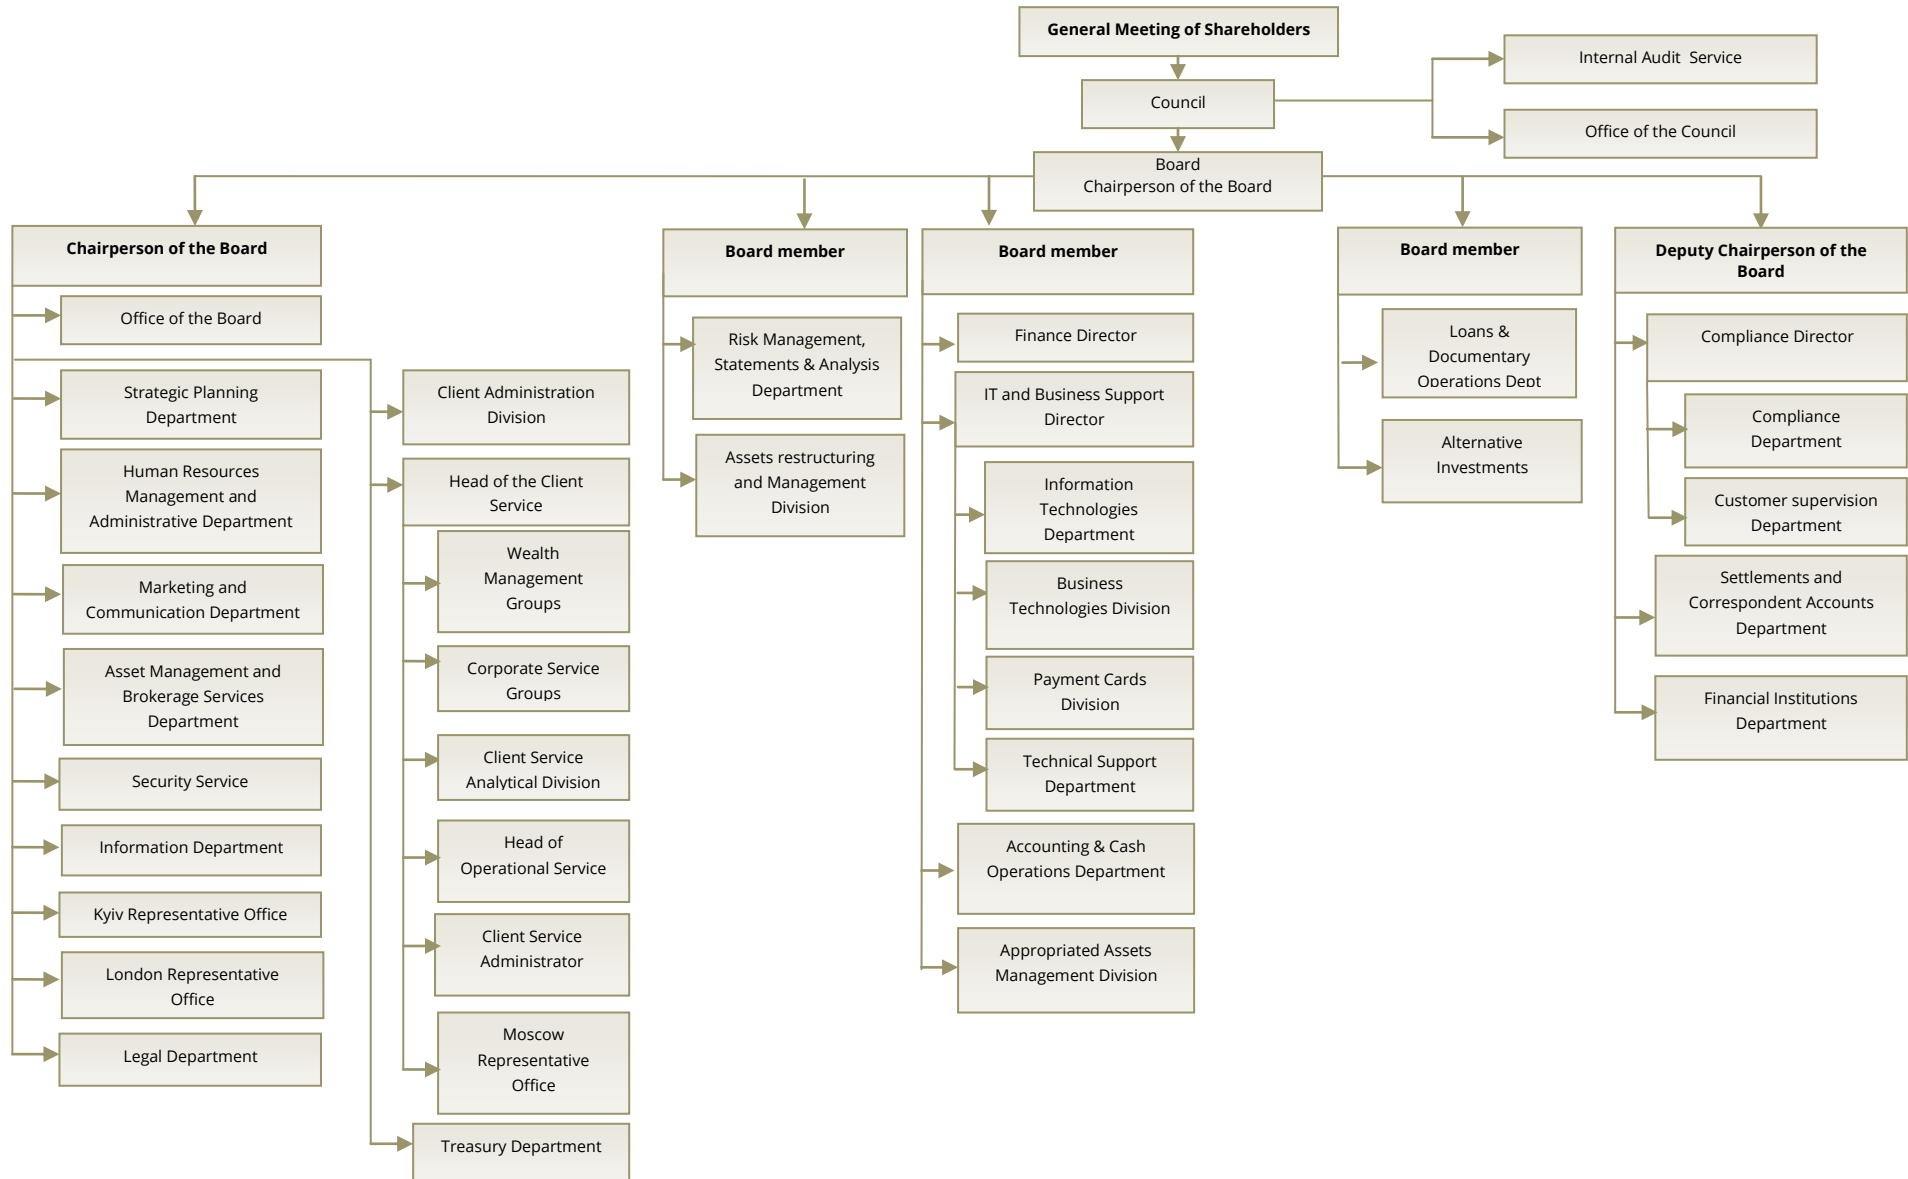 General Meeting of Shareholders
Internal Audit Service
Council
Office of the Council
Board
Chairperson of the Board
Chairperson of the Board
Office of the Board
Strategic Planning
Department
Human Resources
Management and
Administrative Department
Marketing and
Communication Department
Asset Management and
Brokerage Services
Department
Security Service
Information Department
Kyiv Representative Office
London Representative
Office
Legal Department
Client Administration
Division
Head of the Client
Service
Wealth
Management
Groups
Corporate Service
Groups
Client Service
Analytical Division
Head of
Operational Service
Client Service
Administrator
Moscow
Representative
Office
Treasury Department
Board member
Risk Management,
Statements & Analysis
Department
Assets restructuring
and Management
Division
Board member
Finance Director
IT and Business Support
Director
Information
Technologies
Department
Business
Technologies Division
Payment Cards
Division
Technical Support
Department
Accounting & Cash
Operations Department
Appropriated Assets
Management Division
Board member
Loans &
Documentary
Operations Dept
Alternative
Investments
Deputy Chairperson of the
Board
Compliance Director
Compliance
Department
Customer supervision
Department
Settlements and
Correspondent Accounts
Department
Financial Institutions
Department